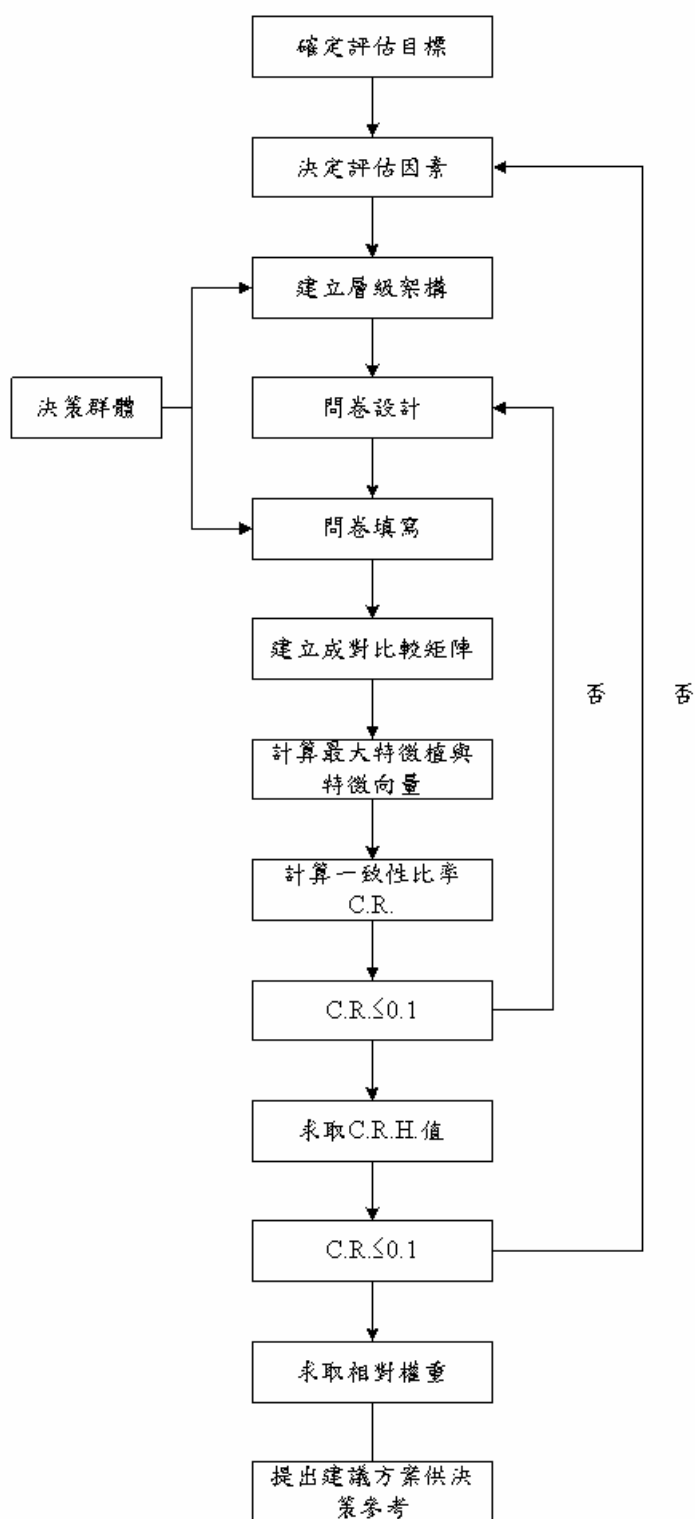 確定評估目標
決定評估因素
建立層級架構
決策群體
問卷設計
問卷填寫
建立成對比較矩陣
否
否
計算最大特徵植與
特徵向量
計算一致性比率
C.R.
C.R.≤0.1
求取C.R.H.值
C.R.≤0.1
求取相對權重
提出建議方案供決
策參考